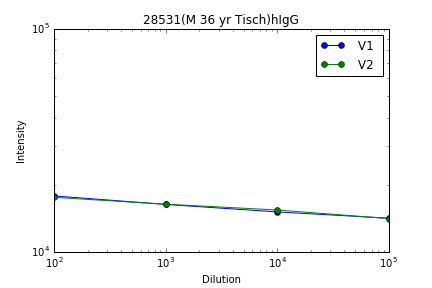 28531(M 36 yr Tisch)hIgG
10^5
V1
V2
Intensity
10^4
10^2
10^3
10^4
10^5
Dilution